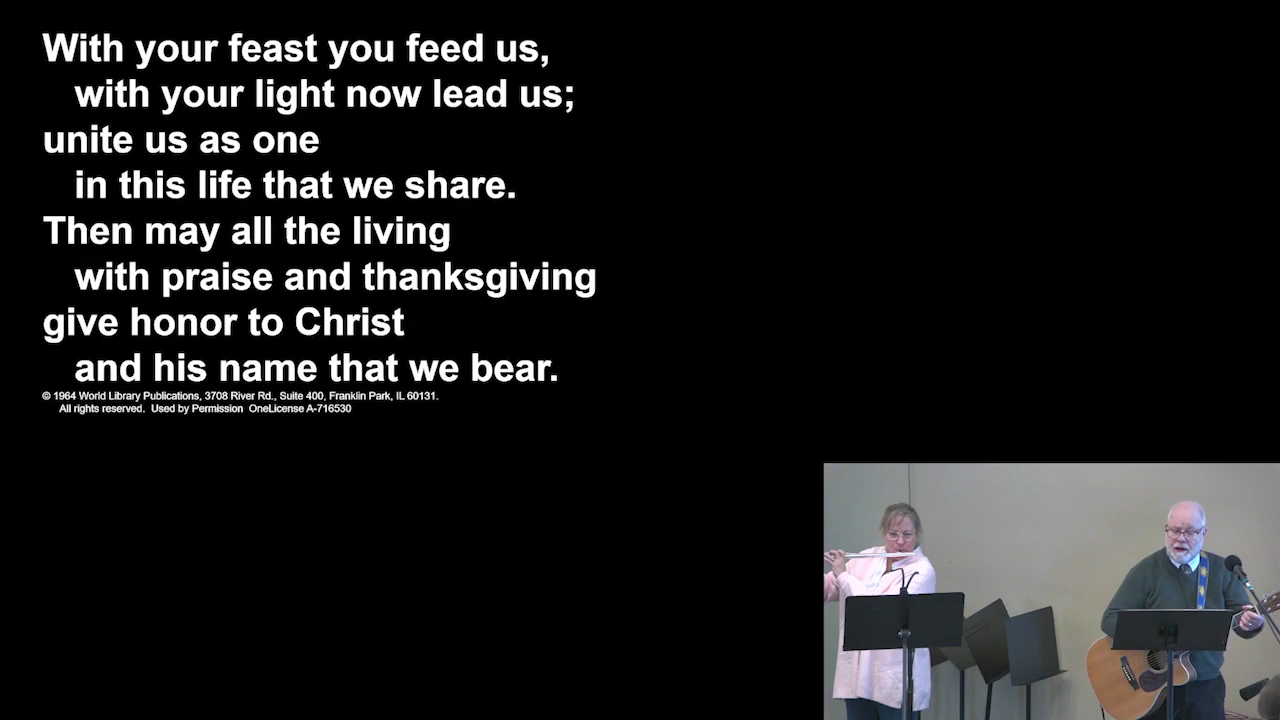 With your feast you feed us,
with your light now lead us;
unite us as one
in this life that we share.
Then may all the living
with praise and thanksgiving
give honor to Christ
and his name that we bear.
© 1964 World Library Publications, 3708 River Rd., Suite 400, Franklin Park, IL 60131.
All rights reserved. Used by Permission OneLicense A-716530